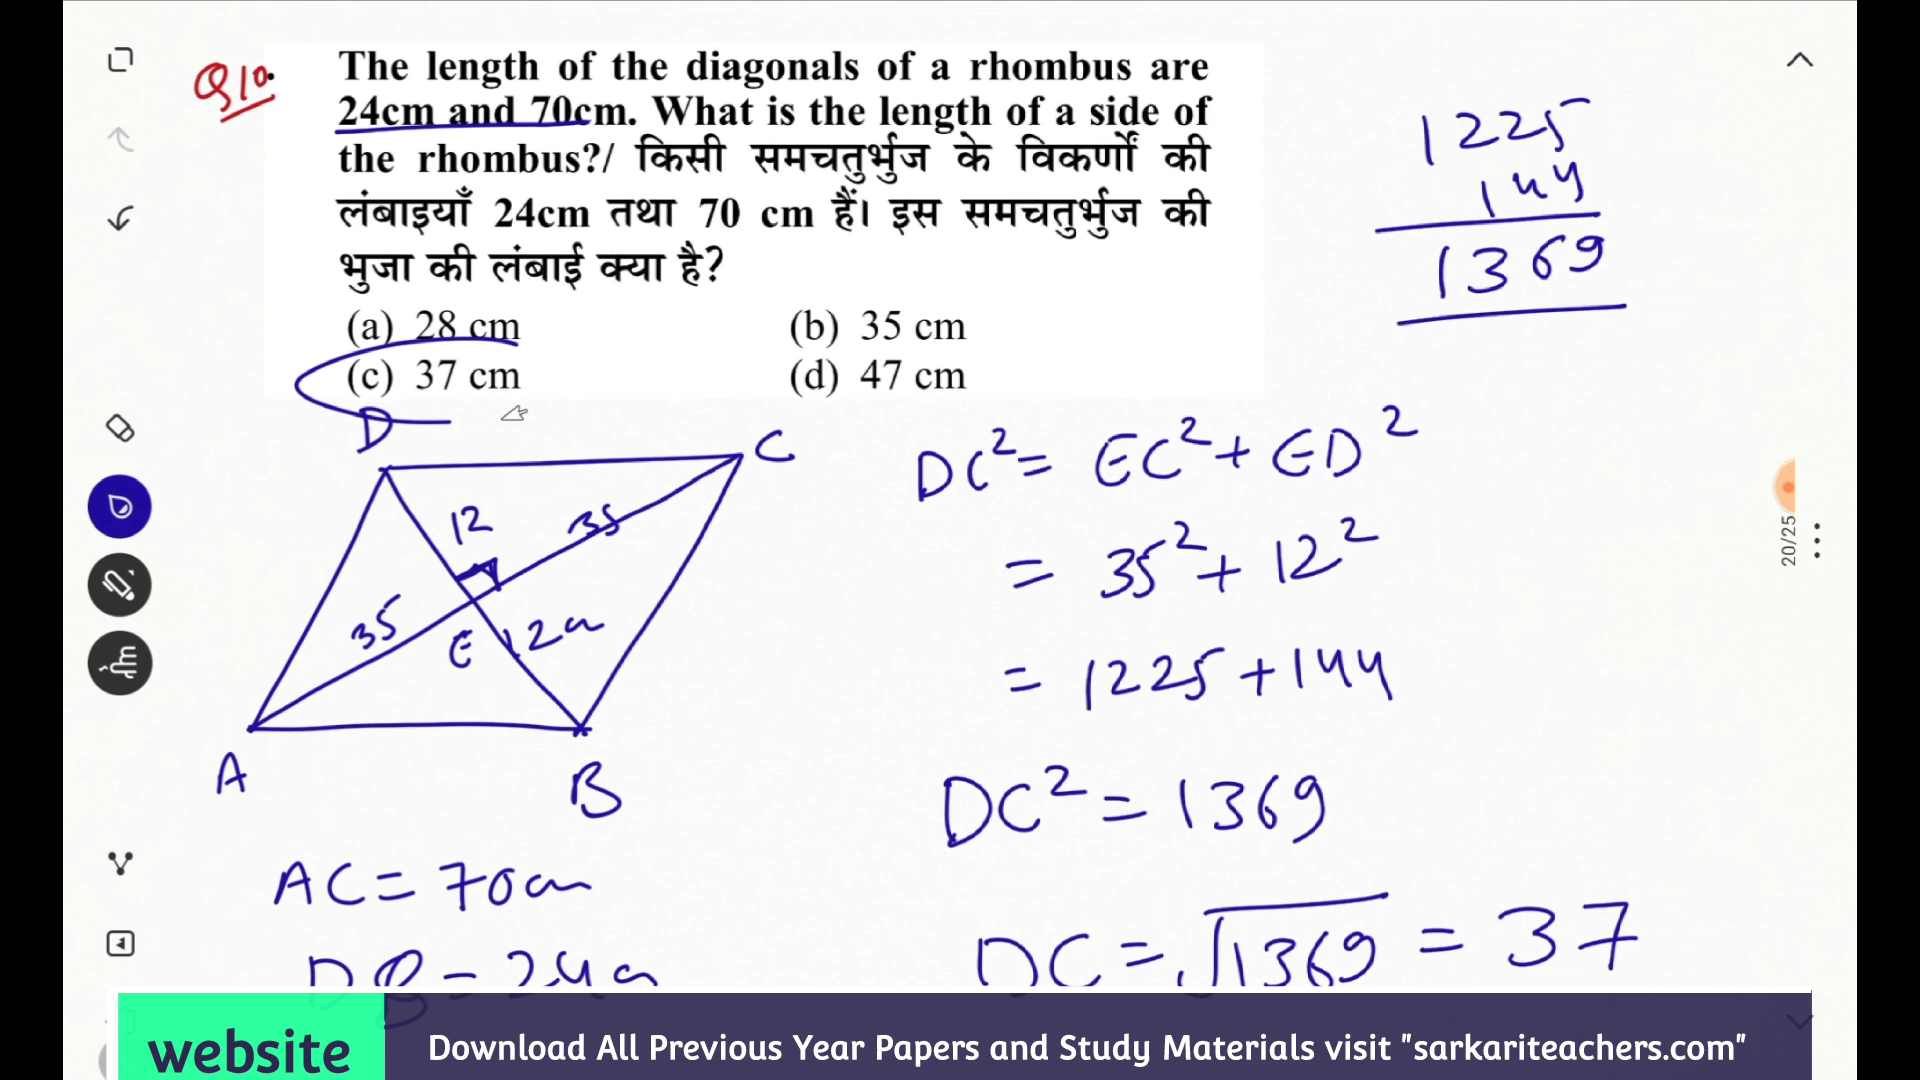 Q10.
The length of the diagonals of a rhombus are
24cm and 70cm. What is the length of a side of
the rhombus?/ किसी समचतुर्भुज के विकर्णों की
लंबाइयाँ 24cm तथा 70 cm हैं। इस समचतुर्भुज की
भुजा की लंबाई क्या है?
(a) 28 cm (b) 35 cm
(c) 37 cm (d) 47 cm
1225
144
1369
D
C
12
35
35
E
12cm
A
B
AC = 70cm
DB = 24cm
DC² = EC² + ED²
= 35² + 12²
= 1225 + 144
DC² = 1369
DC = √1369 = 37
20/25
website
Download All Previous Year Papers and Study Materials visit "sarkariteachers.com"